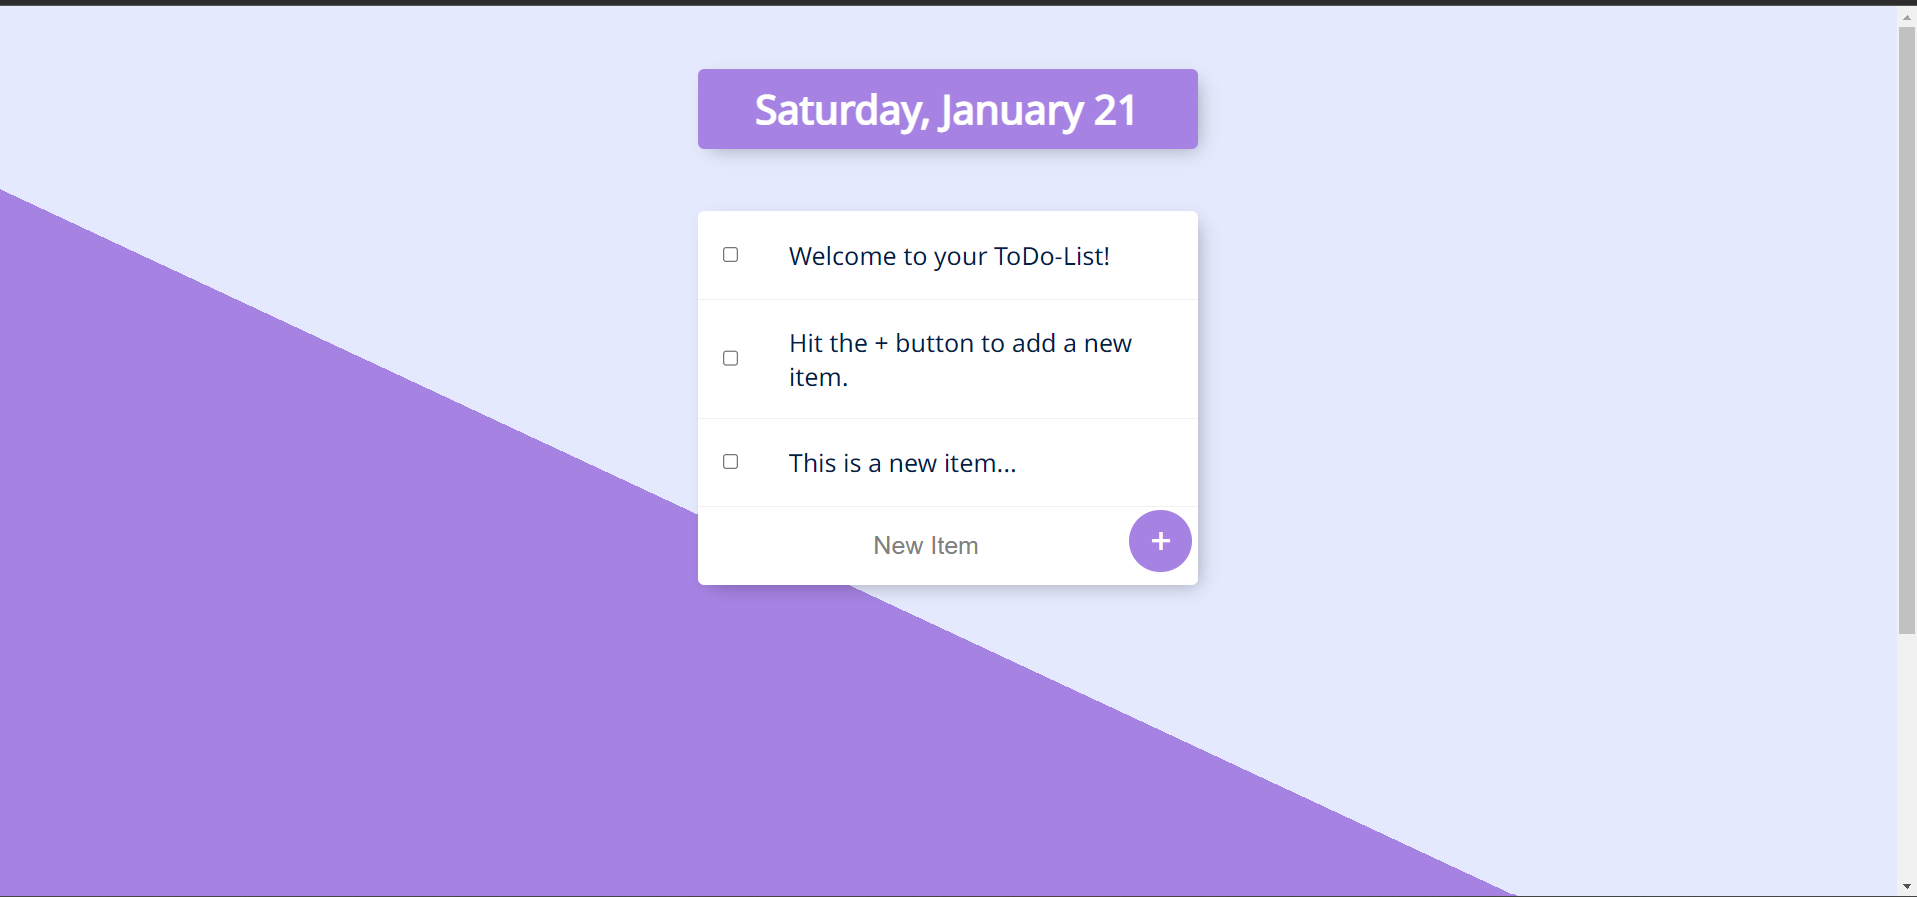 Saturday, January 21
Welcome to your ToDo-List!
Hit the + button to add a new
item.
This is a new item...
New Item
+